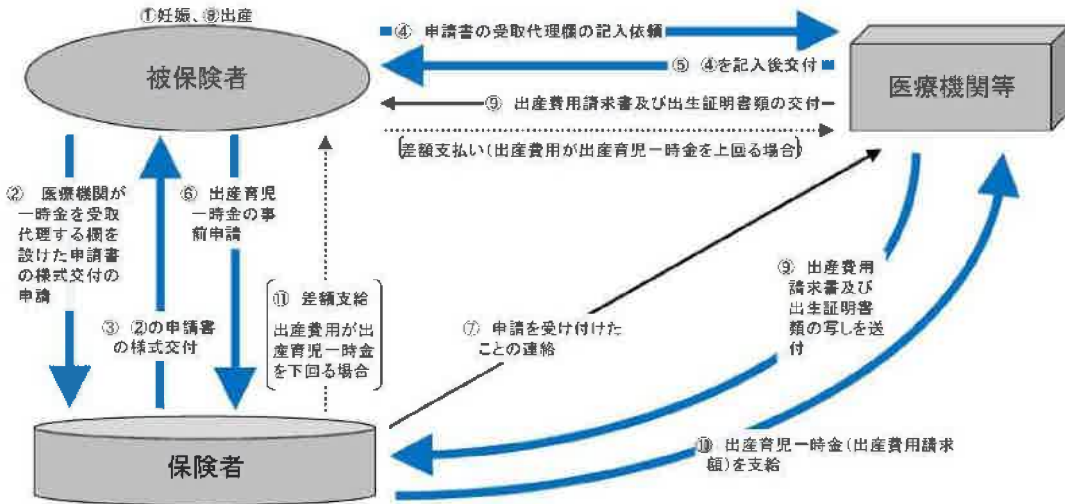 ①妊娠、⑧出産
④ 申請書の受取代理欄の記入依頼
被保険者
⑤ ④を記入後交付
医療機関等
⑨ 出産費用請求書及び出生証明書類の交付
差額支払い(出産費用が出産育児一時金を上回る場合)
② 医療機関が
一時金を受取
代理する欄を
設けた申請書
の様式交付の
申請
⑥ 出産育児
一時金の事
前申請
③ ②の申請書
の様式交付
⑪ 差額支給
出産費用が出
産育児一時金
を下回る場合
⑦ 申請を受け付けた
ことの連絡
⑨ 出産費用
請求書及び
出生証明書
類の写しを送
付
保険者
⑩ 出産育児一時金(出産費用請求
額)を支給